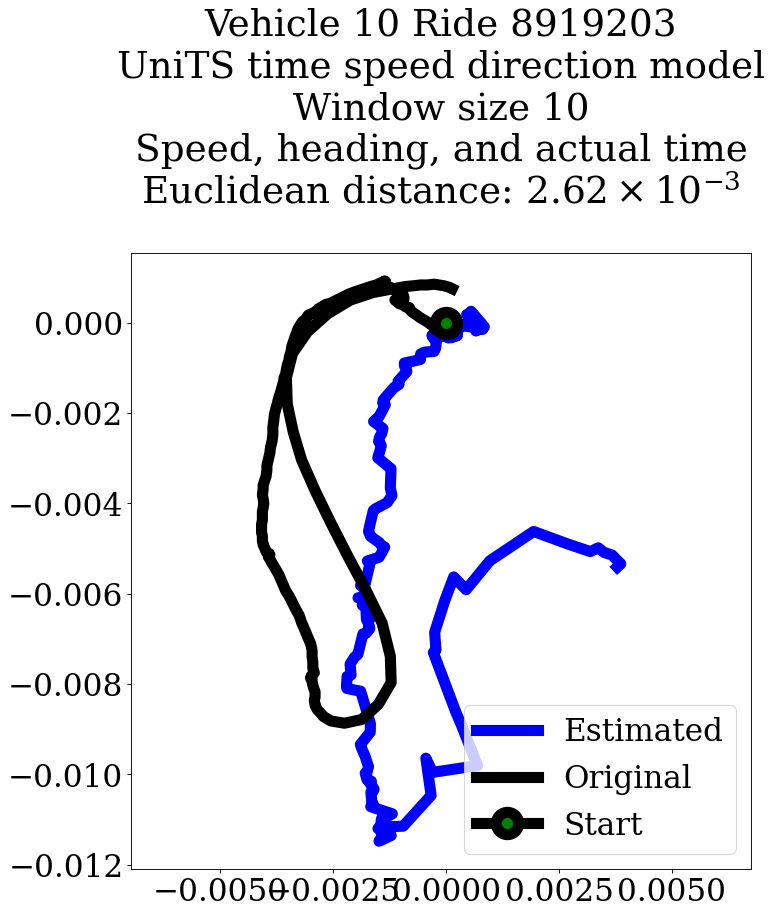 Vehicle 10 Ride 8919203
UniTS time speed direction model
Window size 10
Speed, heading, and actual time
Euclidean distance: 2.62 × 10⁻³
0.000
−0.002
−0.004
−0.006
−0.008
−0.010
−0.012
Estimated
Original
Start
−0.0050 −0.0025 0.0000 0.0025 0.0050